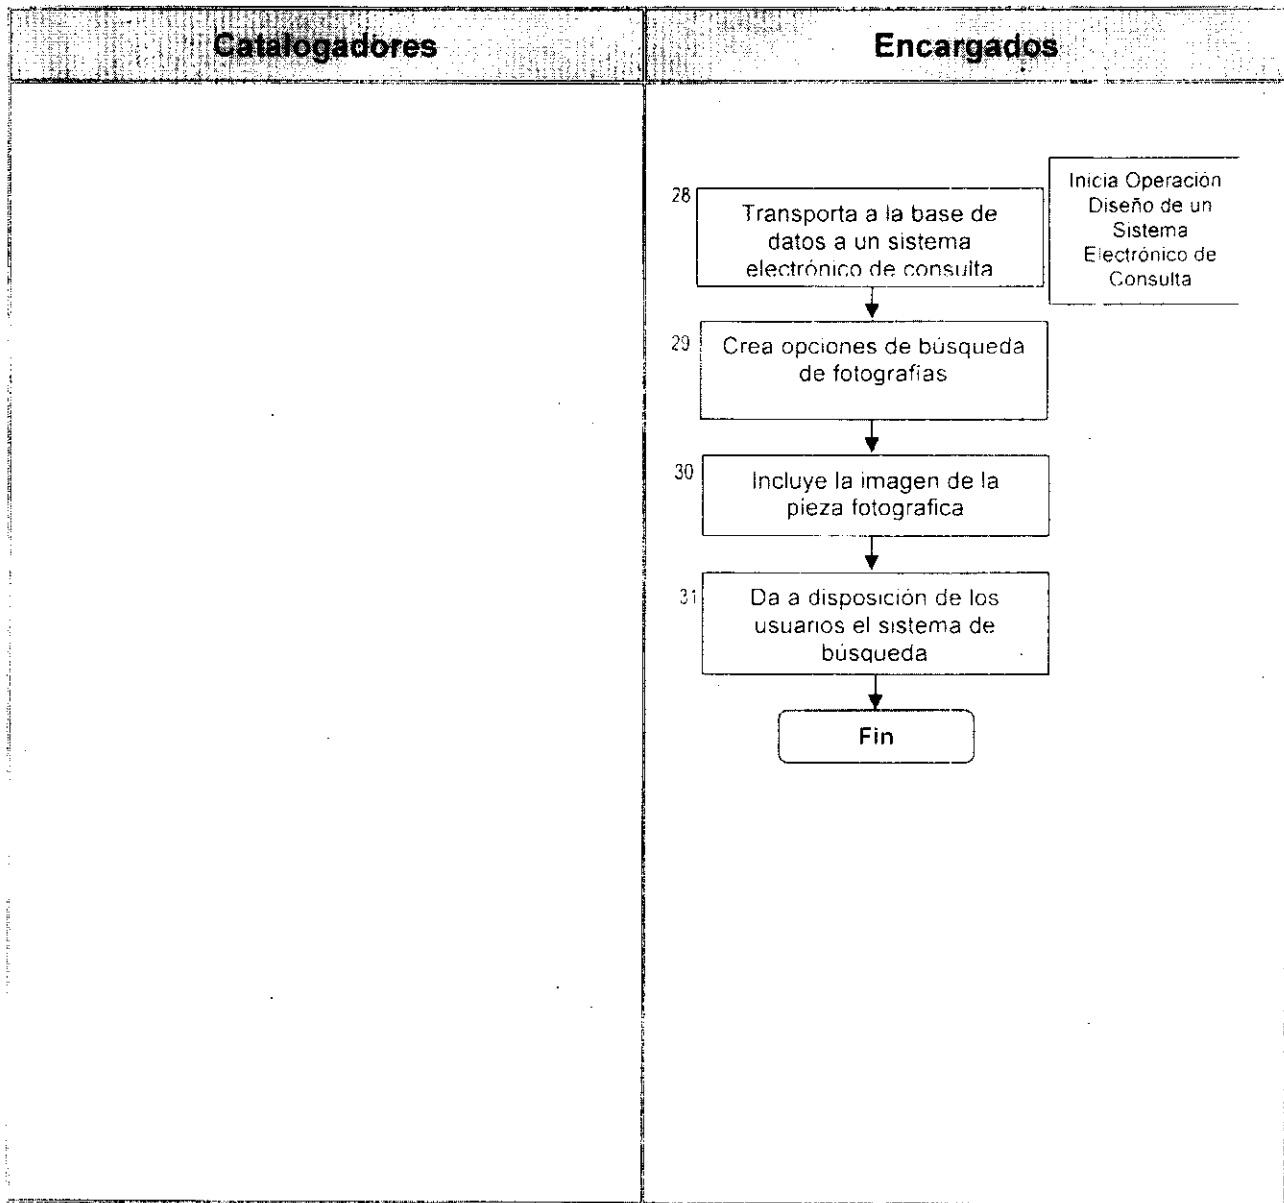 Catalogadores
Encargados
28
Transporta a la base de
datos a un sistema
electrónico de consulta
Inicia Operación
Diseño de un
Sistema
Electrónico de
Consulta
29
Crea opciones de búsqueda
de fotografías
30
Incluye la imagen de la
pieza fotografica
31
Da a disposición de los
usuarios el sistema de
búsqueda
Fin